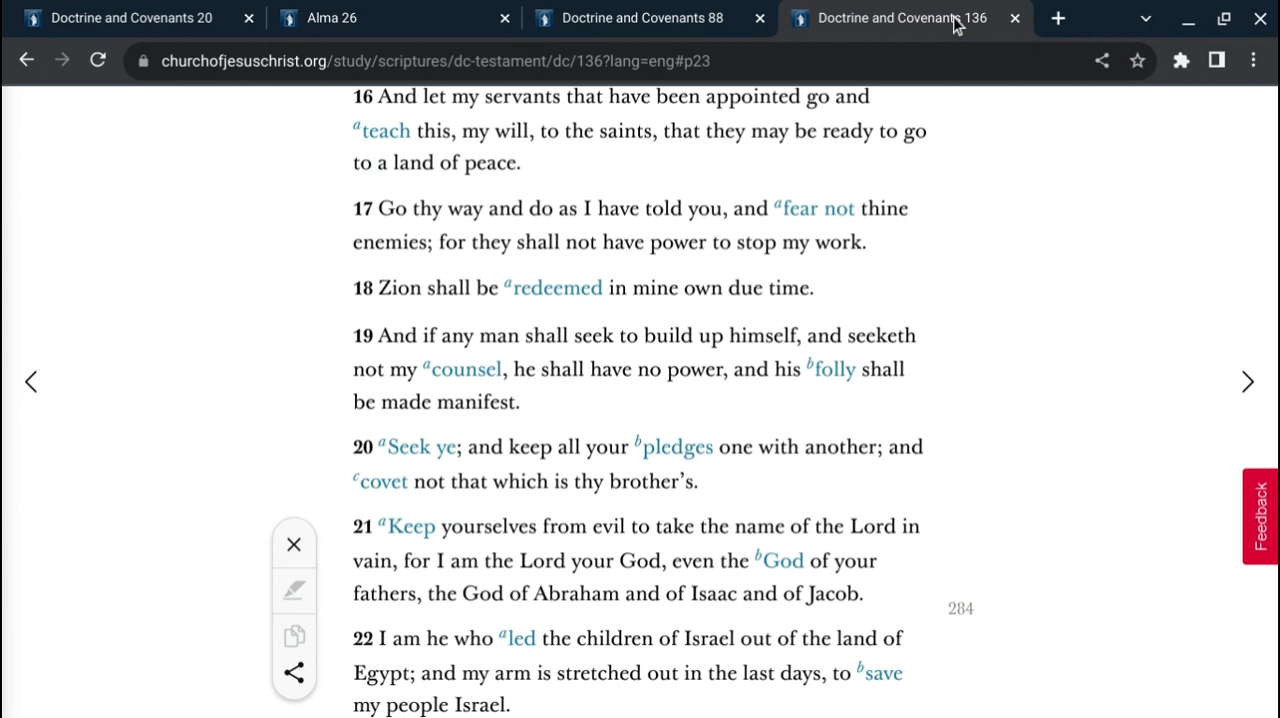 Doctrine and Covenants 20
Alma 26
Doctrine and Covenants 88
Doctrine and Covenants 136
churchofjesuschrist.org/study/scriptures/dc-testament/dc/136?lang=eng#p23
16 And let my servants that have been appointed go and
a teach this, my will, to the saints, that they may be ready to go
to a land of peace.
17 Go thy way and do as I have told you, and a fear not thine
enemies; for they shall not have power to stop my work.
18 Zion shall be a redeemed in mine own due time.
19 And if any man shall seek to build up himself, and seeketh
not my a counsel, he shall have no power, and his b folly shall
be made manifest.
20 a Seek ye; and keep all your b pledges one with another; and
c covet not that which is thy brother’s.
21 a Keep yourselves from evil to take the name of the Lord in
vain, for I am the Lord your God, even the b God of your
fathers, the God of Abraham and of Isaac and of Jacob.
284
22 I am he who a led the children of Israel out of the land of
Egypt; and my arm is stretched out in the last days, to b save
my people Israel.
Feedback